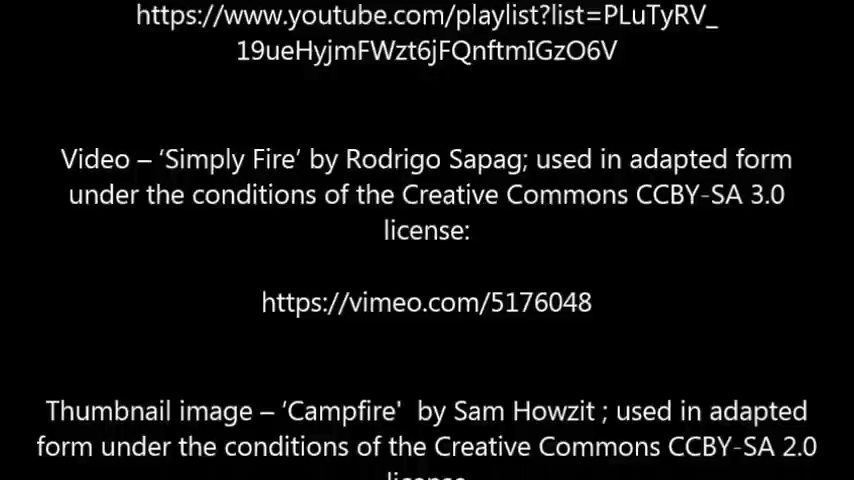 https://www.youtube.com/playlist?list=PLuTyRV_
19ueHyjmFWzt6jFQnftmIGzO6V
Video – ‘Simply Fire’ by Rodrigo Sapag; used in adapted form
under the conditions of the Creative Commons CCBY-SA 3.0
license:
https://vimeo.com/5176048
Thumbnail image – ‘Campfire' by Sam Howzit ; used in adapted
form under the conditions of the Creative Commons CCBY-SA 2.0
license